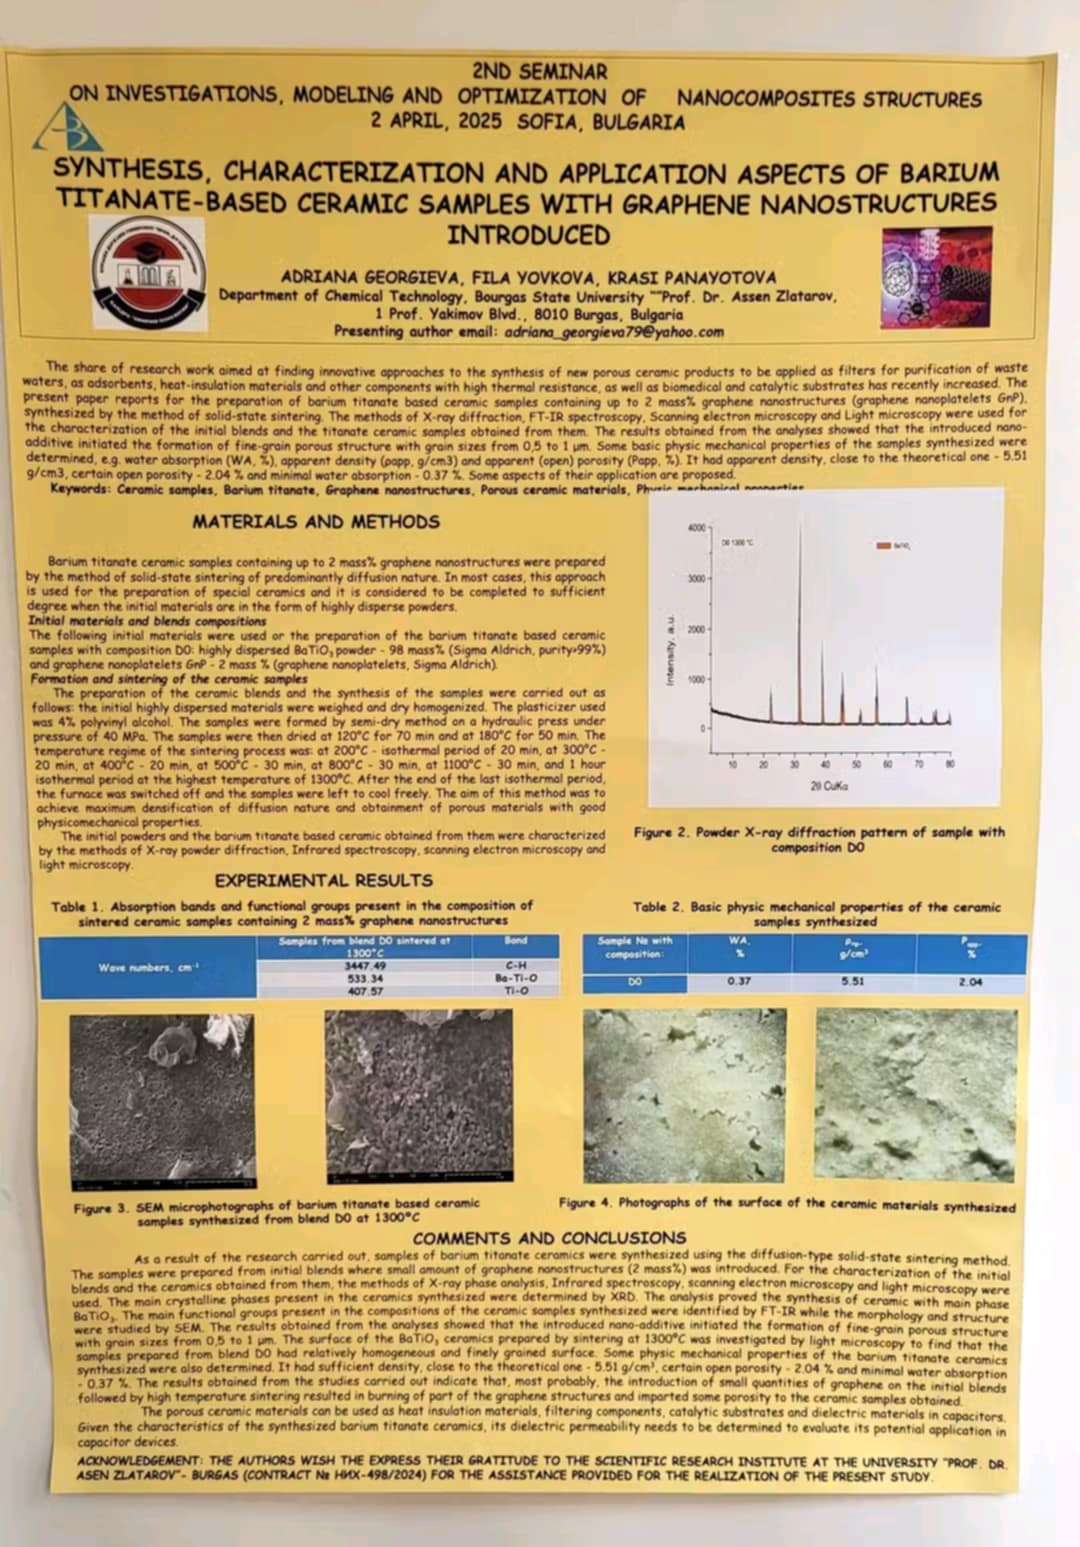 2ND SEMINAR
ON INVESTIGATIONS, MODELING AND OPTIMIZATION OF NANOCOMPOSITES STRUCTURES
2 APRIL, 2025 SOFIA, BULGARIA
SYNTHESIS, CHARACTERIZATION AND APPLICATION ASPECTS OF BARIUM
TITANATE-BASED CERAMIC SAMPLES WITH GRAPHENE NANOSTRUCTURES
INTRODUCED
ADRIANA GEORGIEVA, FILA YOVKOVA, KRASI PANAYOTOVA
Department of Chemical Technology, Bourgas State University ""Prof. Dr. Assen Zlatarov,
1 Prof. Yakimov Blvd., 8010 Burgas, Bulgaria
Presenting author email: adriana_georgieva79@yahoo.com
The share of research work aimed at finding innovative approaches to the synthesis of new porous ceramic products to be applied as filters for purification of waste
waters, as adsorbents, heat-insulation materials and other components with high thermal resistance, as well as biomedical and catalytic substrates has recently increased. The
present paper reports for the preparation of barium titanate based ceramic samples containing up to 2 mass% graphene nanostructures (graphene nanoplatelets GnP),
synthesized by the method of solid-state sintering. The methods of X-ray diffraction, FT-IR spectroscopy, Scanning electron microscopy and Light microscopy were used for
the characterization of the initial blends and the titanate ceramic samples obtained from them. The results obtained from the analyses showed that the introduced nano-
additive initiated the formation of fine-grain porous structure with grain sizes from 0,5 to 1 μm. Some basic physic mechanical properties of the samples synthesized were
determined, e.g. water absorption (WA, %), apparent density (ρapp, g/cm3) and apparent (open) porosity (Papp, %). It had apparent density, close to the theoretical one - 5.51
g/cm3, certain open porosity - 2.04 % and minimal water absorption - 0.37 %. Some aspects of their application are proposed.
Keywords: Ceramic samples, Barium titanate, Graphene nanostructures, Porous ceramic materials, Physic mechanical properties
MATERIALS AND METHODS
Barium titanate ceramic samples containing up to 2 mass% graphene nanostructures were prepared
by the method of solid-state sintering of predominantly diffusion nature. In most cases, this approach
is used for the preparation of special ceramics and it is considered to be completed to sufficient
degree when the initial materials are in the form of highly disperse powders.
Initial materials and blends compositions
The following initial materials were used or the preparation of the barium titanate based ceramic
samples with composition D0: highly dispersed BaTiO₃ powder - 98 mass% (Sigma Aldrich, purity>99%)
and graphene nanoplatelets GnP - 2 mass % (graphene nanoplatelets, Sigma Aldrich).
Formation and sintering of the ceramic samples
The preparation of the ceramic blends and the synthesis of the samples were carried out as
follows: the initial highly dispersed materials were weighed and dry homogenized. The plasticizer used
was 4% polyvinyl alcohol. The samples were formed by semi-dry method on a hydraulic press under
pressure of 40 MPa. The samples were then dried at 120°C for 70 min and at 180°C for 50 min. The
temperature regime of the sintering process was: at 200°C - isothermal period of 20 min, at 300°C -
20 min, at 400°C - 20 min, at 500°C - 30 min, at 800°C - 30 min, at 1100°C - 30 min, and 1 hour
isothermal period at the highest temperature of 1300°C. After the end of the last isothermal period,
the furnace was switched off and the samples were left to cool freely. The aim of this method was to
achieve maximum densification of diffusion nature and obtainment of porous materials with good
physicomechanical properties.
The initial powders and the barium titanate based ceramic obtained from them were characterized
by the methods of X-ray powder diffraction, Infrared spectroscopy, scanning electron microscopy and
light microscopy.
4000
3000
2000
1000
0
D0 1300 °C
BaTiO₃
Intensity, a.u.
10 20 30 40 50 60 70 80
2θ CuKα
Figure 2. Powder X-ray diffraction pattern of sample with
composition D0
EXPERIMENTAL RESULTS
Table 1. Absorption bands and functional groups present in the composition of
sintered ceramic samples containing 2 mass% graphene nanostructures
Wave numbers, cm⁻¹
Samples from blend D0 sintered at
1300°C
Bond
3447.49 C-H
533.34 Ba-Ti-O
407.57 Ti-O
Table 2. Basic physic mechanical properties of the ceramic
samples synthesized
Sample № with
composition:
WA,
%
g/cm³
%
D0 0.37 5.51 2.04
Figure 3. SEM microphotographs of barium titanate based ceramic
samples synthesized from blend D0 at 1300°C
Figure 4. Photographs of the surface of the ceramic materials synthesized
COMMENTS AND CONCLUSIONS
As a result of the research carried out, samples of barium titanate ceramics were synthesized using the diffusion-type solid-state sintering method.
The samples were prepared from initial blends where small amount of graphene nanostructures (2 mass%) was introduced. For the characterization of the initial
blends and the ceramics obtained from them, the methods of X-ray phase analysis, Infrared spectroscopy, scanning electron microscopy and light microscopy were
used. The main crystalline phases present in the ceramics synthesized were determined by XRD. The analysis proved the synthesis of ceramic with main phase
BaTiO₃. The main functional groups present in the compositions of the ceramic samples synthesized were identified by FT-IR while the morphology and structure
were studied by SEM. The results obtained from the analyses showed that the introduced nano-additive initiated the formation of fine-grain porous structure
with grain sizes from 0,5 to 1 μm. The surface of the BaTiO₃ ceramics prepared by sintering at 1300°C was investigated by light microscopy to find that the
samples prepared from blend D0 had relatively homogeneous and finely grained surface. Some physic mechanical properties of the barium titanate ceramics
synthesized were also determined. It had sufficient density, close to the theoretical one - 5.51 g/cm³, certain open porosity - 2.04 % and minimal water absorption
- 0.37 %. The results obtained from the studies carried out indicate that, most probably, the introduction of small quantities of graphene on the initial blends
followed by high temperature sintering resulted in burning of part of the graphene structures and imparted some porosity to the ceramic samples obtained.
The porous ceramic materials can be used as heat insulation materials, filtering components, catalytic substrates and dielectric materials in capacitors.
Given the characteristics of the synthesized barium titanate ceramics, its dielectric permeability needs to be determined to evaluate its potential application in
capacitor devices.
ACKNOWLEDGEMENT: THE AUTHORS WISH THE EXPRESS THEIR GRATITUDE TO THE SCIENTIFIC RESEARCH INSTITUTE AT THE UNIVERSITY "PROF. DR.
ASEN ZLATAROV"- BURGAS (CONTRACT № НИХ-498/2024) FOR THE ASSISTANCE PROVIDED FOR THE REALIZATION OF THE PRESENT STUDY.